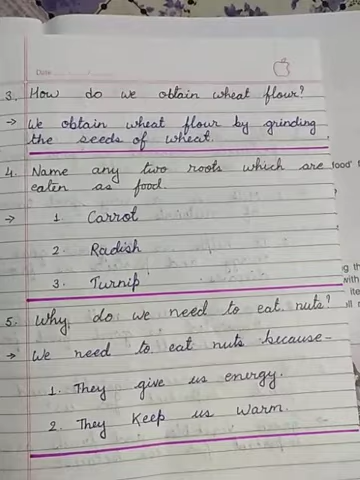 Date
3. How do we obtain wheat flour?
→ We obtain wheat flour by grinding
the seeds of wheat.
4. Name any two roots which are
eaten as food.
→ 1. Carrot
2. Radish
3. Turnip
5. Why do we need to eat nuts?
→ We need to eat nuts because-
1. They give us energy.
2. They Keep us warm.
food
with